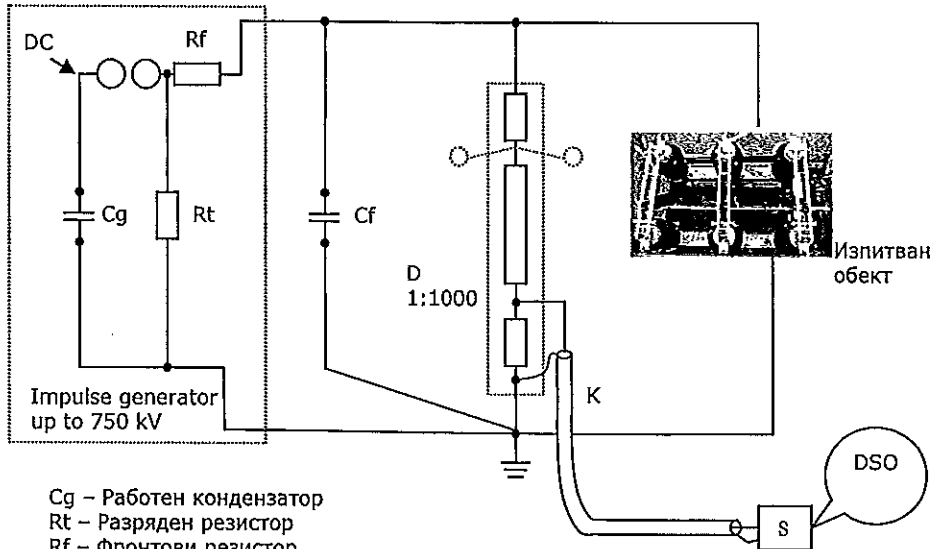 DC
Rf
Cg
Rt
Cf
D
1:1000
Изпитван
обект
Impulse generator
up to 750 kV
K
DSO
S
Cg – Работен кондензатор
Rt – Разряден резистор
Rf – Фронтови резистор